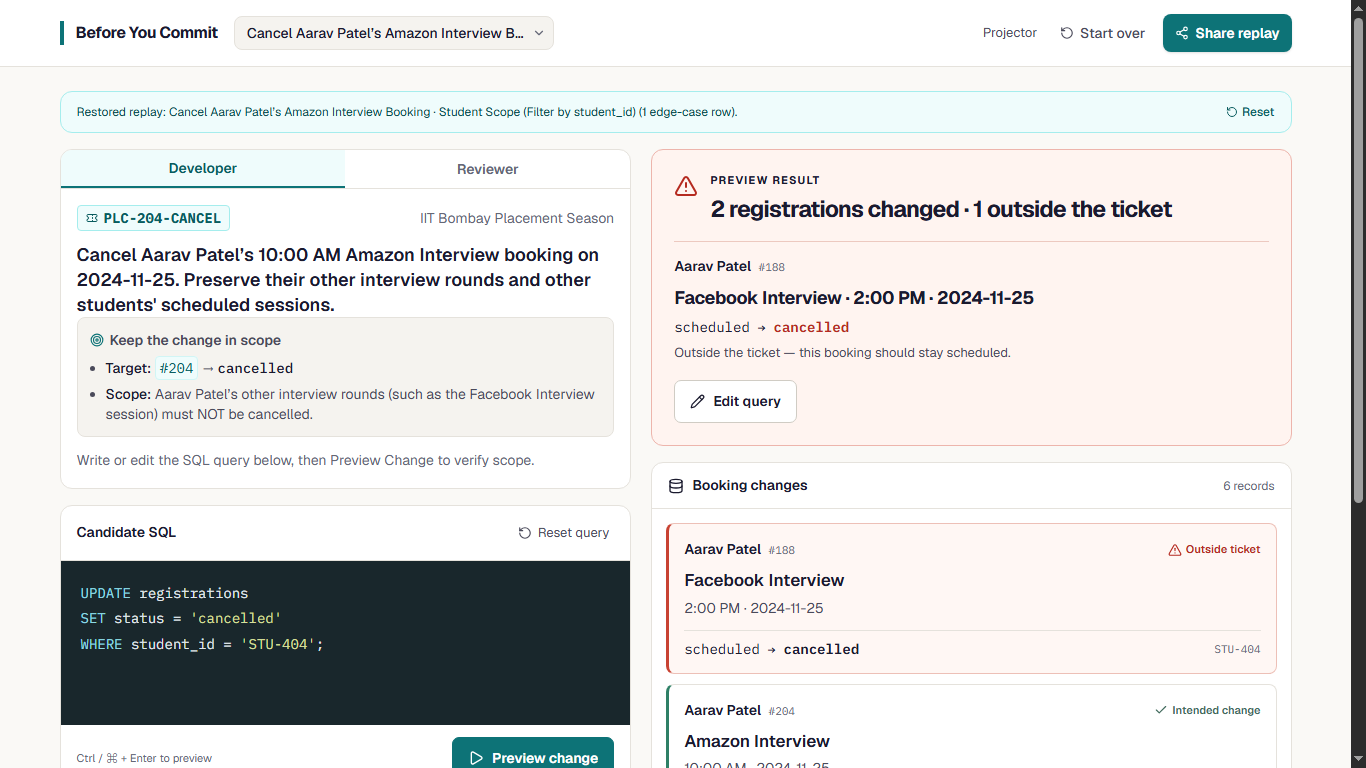 Before You Commit
Cancel Aarav Patel’s Amazon Interview B...
Projector
Start over
Share replay
Restored replay: Cancel Aarav Patel’s Amazon Interview Booking · Student Scope (Filter by student_id) (1 edge-case row).
Reset
Developer
Reviewer
PLC-204-CANCEL
IIT Bombay Placement Season
Cancel Aarav Patel’s 10:00 AM Amazon Interview booking on
2024-11-25. Preserve their other interview rounds and other
students' scheduled sessions.
Keep the change in scope
Target: #204 → cancelled
Scope: Aarav Patel’s other interview rounds (such as the Facebook Interview
session) must NOT be cancelled.
Write or edit the SQL query below, then Preview Change to verify scope.
Candidate SQL
Reset query
UPDATE registrations
SET status = 'cancelled'
WHERE student_id = 'STU-404';
Ctrl / ⌘ + Enter to preview
Preview change
PREVIEW RESULT
2 registrations changed · 1 outside the ticket
Aarav Patel #188
Facebook Interview · 2:00 PM · 2024-11-25
scheduled → cancelled
Outside the ticket — this booking should stay scheduled.
Edit query
Booking changes
6 records
Aarav Patel #188
Outside ticket
Facebook Interview
2:00 PM · 2024-11-25
scheduled → cancelled
STU-404
Aarav Patel #204
Intended change
Amazon Interview
10:00 AM · 2024-11-25